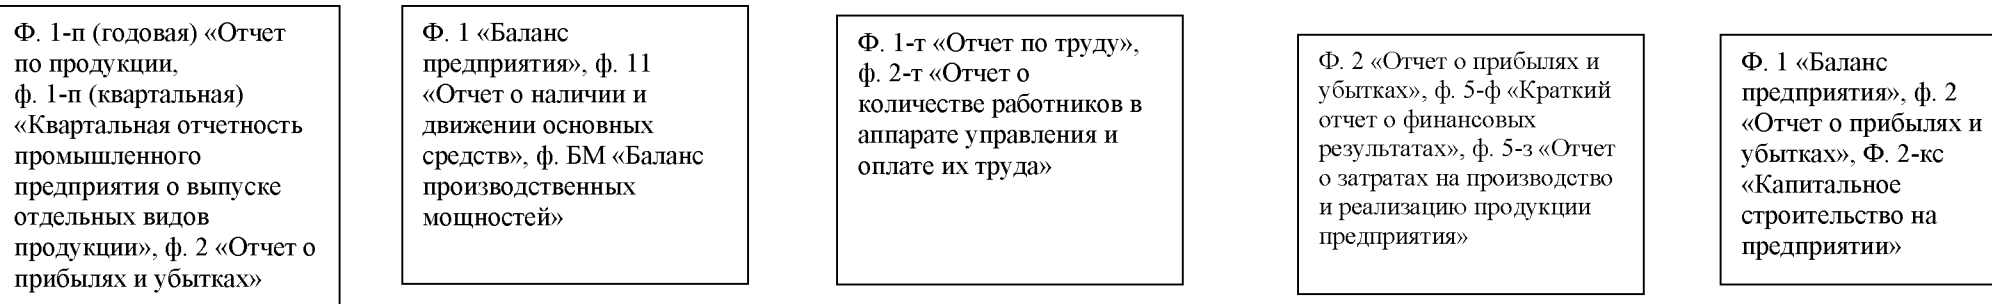 Ф. 1-п (годовая) «Отчет
по продукции,
ф. 1-п (квартальная)
«Квартальная отчетность
промышленного
предприятия о выпуске
отдельных видов
продукции», ф. 2 «Отчет о
прибылях и убытках»
Ф. 1 «Баланс
предприятия», ф. 11
«Отчет о наличии и
движении основных
средств», ф. БМ «Баланс
производственных
мощностей»
Ф. 1-т «Отчет по труду»,
ф. 2-т «Отчет о
количестве работников в
аппарате управления и
оплате их труда»
Ф. 2 «Отчет о прибылях и
убытках», ф. 5-ф «Краткий
отчет о финансовых
результатах», ф. 5-з «Отчет
о затратах на производство
и реализацию продукции
предприятия»
Ф. 1 «Баланс
предприятия», ф. 2
«Отчет о прибылях и
убытках», Ф. 2-кс
«Капитальное
строительство на
предприятии»